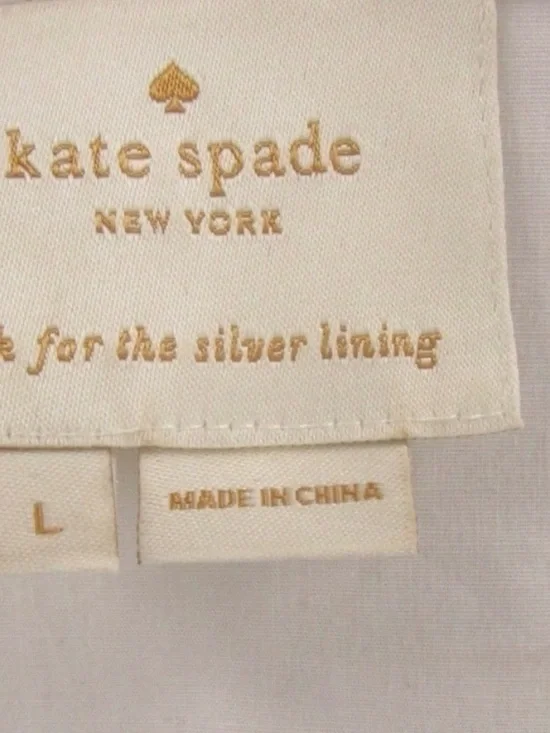 kate spade
NEW YORK
k for the silver lining
L
MADE IN CHINA